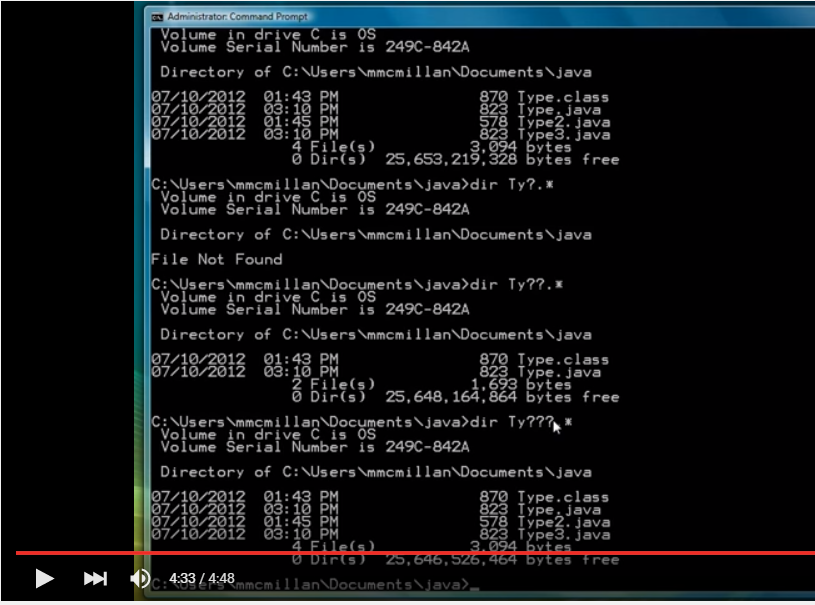 Administrator: Command Prompt
Volume in drive C is OS
Volume Serial Number is 249C-842A
Directory of C:\Users\mmcmillan\Documents\java
07/10/2012 01:43 PM 870 Type.class
07/10/2012 03:10 PM 823 Type.java
07/10/2012 01:45 PM 578 Type2.java
07/10/2012 03:10 PM 823 Type3.java
4 File(s) 3,094 bytes
0 Dir(s) 25,653,219,328 bytes free
C:\Users\mmcmillan\Documents\java>dir Ty?.*
Volume in drive C is OS
Volume Serial Number is 249C-842A
Directory of C:\Users\mmcmillan\Documents\java
File Not Found
C:\Users\mmcmillan\Documents\java>dir Ty??.*
Volume in drive C is OS
Volume Serial Number is 249C-842A
Directory of C:\Users\mmcmillan\Documents\java
07/10/2012 01:43 PM 870 Type.class
07/10/2012 03:10 PM 823 Type.java
2 File(s) 1,693 bytes
0 Dir(s) 25,648,164,864 bytes free
C:\Users\mmcmillan\Documents\java>dir Ty???.*
Volume in drive C is OS
Volume Serial Number is 249C-842A
Directory of C:\Users\mmcmillan\Documents\java
07/10/2012 01:43 PM 870 Type.class
07/10/2012 03:10 PM 823 Type.java
07/10/2012 01:45 PM 578 Type2.java
07/10/2012 03:10 PM 823 Type3.java
4 File(s) 3,094 bytes
0 Dir(s) 25,646,526,464 bytes free
C:\Users\mmcmillan\Documents\java>_
4:33 / 4:48